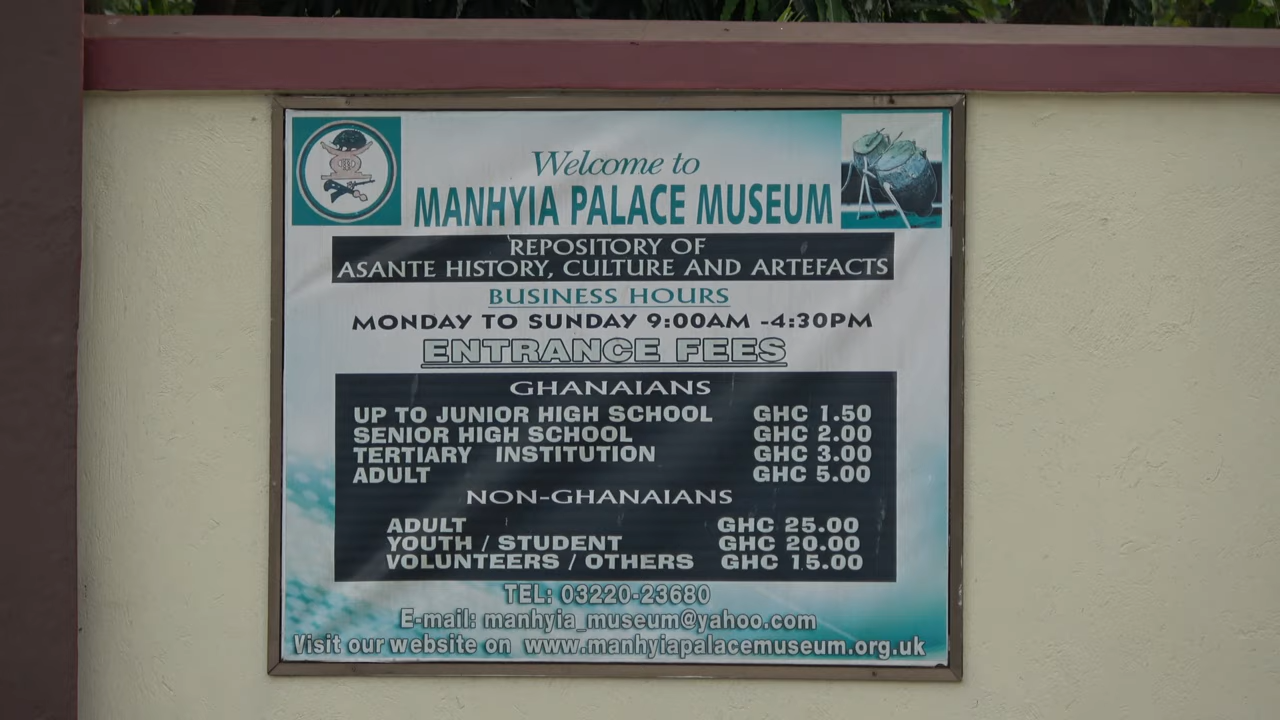 Welcome to
MANHYIA PALACE MUSEUM
REPOSITORY OF
ASANTE HISTORY, CULTURE AND ARTEFACTS
BUSINESS HOURS
MONDAY TO SUNDAY 9:00AM -4:30PM
ENTRANCE FEES
GHANAIANS
UP TO JUNIOR HIGH SCHOOL GHC 1.50
SENIOR HIGH SCHOOL GHC 2.00
TERTIARY INSTITUTION GHC 3.00
ADULT GHC 5.00
NON-GHANAIANS
ADULT GHC 25.00
YOUTH / STUDENT GHC 20.00
VOLUNTEERS / OTHERS GHC 15.00
TEL: 03220-23680
E-mail: manhyia_museum@yahoo.com
Visit our website on www.manhyiapalacemuseum.org.uk